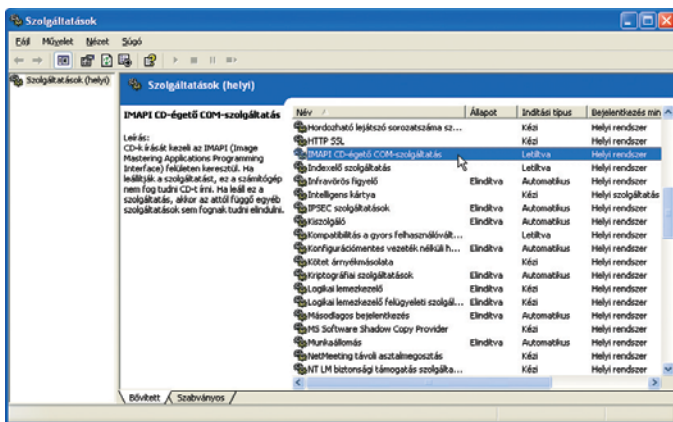 Szolgáltatások
Fájl Művelet Nézet Súgó
Szolgáltatások (helyi)
Szolgáltatások (helyi)
IMAPI CD-égető COM-szolgáltatás
Leírás:
CD-k írását kezeli az IMAPI (Image
Mastering Applications Programming
Interface) felületen keresztül. Ha
leállítják a szolgáltatást, ez a számítógép
nem fog tudni CD-t írni. Ha leáll ez a
szolgáltatás, akkor az attól függő egyéb
szolgáltatások sem fognak tudni elindulni.
Név Állapot Indítási típus Bejelentkezés min
Hordozható lejátszó sorozatszáma sz... Kézi Helyi rendszer
HTTP SSL Kézi Helyi rendszer
IMAPI CD-égető COM-szolgáltatás Letiltva Helyi rendszer
Indexelő szolgáltatás Letiltva Helyi rendszer
Infravörös figyelő Elindítva Automatikus Helyi rendszer
Intelligens kártya Kézi Helyi szolgáltatás
IPSEC szolgáltatások Elindítva Automatikus Helyi rendszer
Kiszolgáló Elindítva Automatikus Helyi rendszer
Kompatibilitás a gyors felhasználóvált... Letiltva Helyi rendszer
Konfigurációmentes vezeték nélküli h... Elindítva Automatikus Helyi rendszer
Kötet árnyékmásolata Kézi Helyi rendszer
Kriptográfiai szolgáltatások Elindítva Automatikus Helyi rendszer
Logikai lemezkezelő Elindítva Kézi Helyi rendszer
Logikai lemezkezelő felügyeleti szolgál... Elindítva Kézi Helyi rendszer
Másodlagos bejelentkezés Elindítva Automatikus Helyi rendszer
MS Software Shadow Copy Provider Kézi Helyi rendszer
Munkaállomás Elindítva Automatikus Helyi rendszer
NetMeeting távoli asztalmegosztás Kézi Helyi rendszer
NT LM biztonsági támogatás szolgálta... Kézi Helyi rendszer
Bővített Szabványos